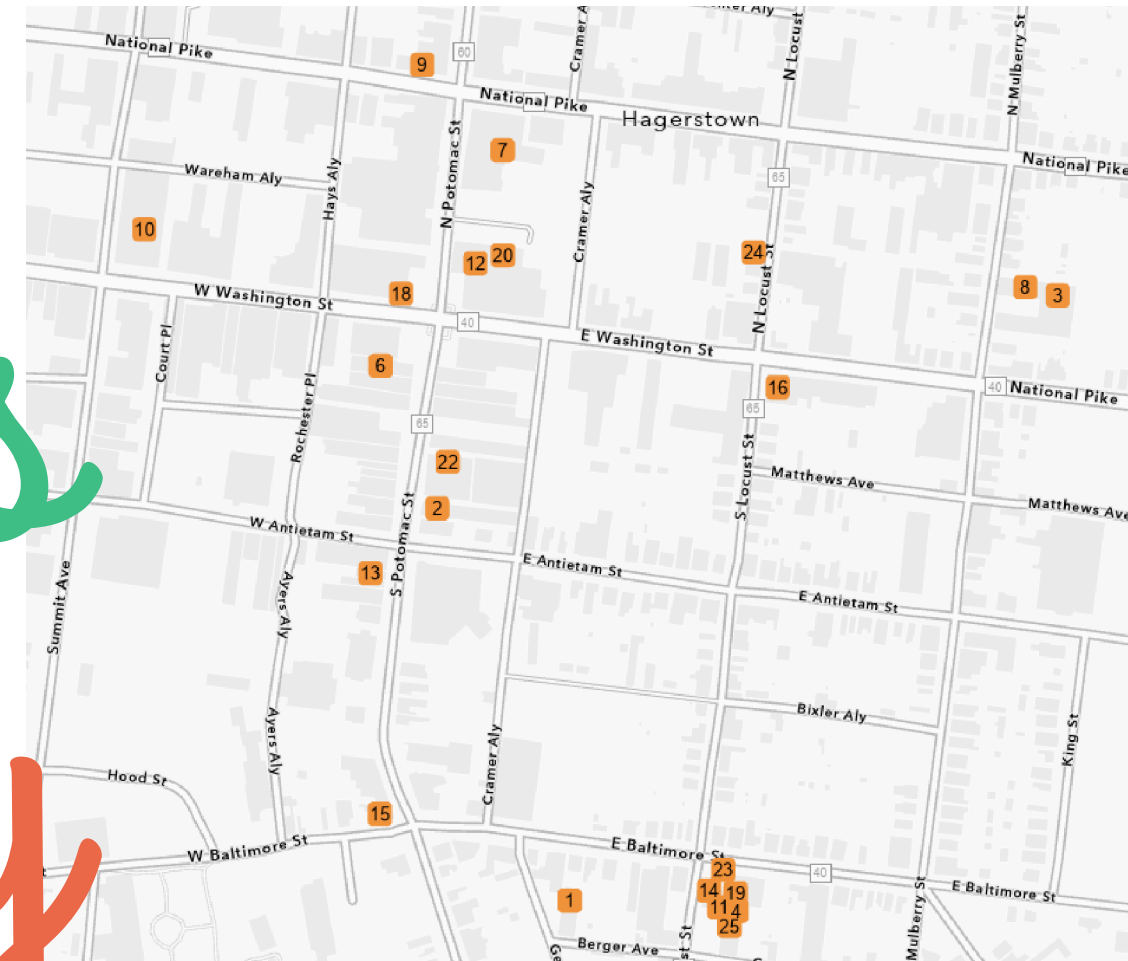 National Pike
9
60
Cramer A
N Locust
N Mulberry St
National Pike
Hagerstown
7
N Potomac St
Wareham Aly
Hays Aly
Cramer Aly
65
National Pike
10
12
20
24
N Locust St
8
3
W Washington St
18
40
E Washington St
Court Pl
6
Rochester Pl
65
16
65
40
National Pike
22
2
S Potomac St
S Locust St
Matthews Ave
Matthews Ave
W Antietam St
13
E Antietam St
E Antietam St
Summit Ave
Ayers Aly
Ayers Aly
Bixler Aly
King St
Cramer Aly
Hood St
15
W Baltimore St
E Baltimore St
23
40
E Baltimore St
14
19
11
4
25
1
Mulberry St
Berger Ave
st St
Ge